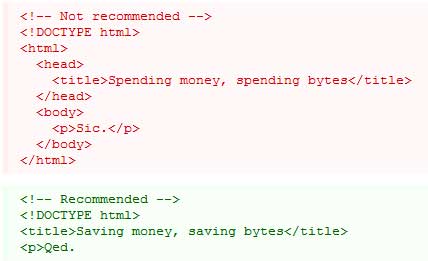 <!-- Not recommended -->
<!DOCTYPE html>
<html>
  <head>
    <title>Spending money, spending bytes</title>
  </head>
  <body>
    <p>Sic.</p>
  </body>
</html>
<!-- Recommended -->
<!DOCTYPE html>
<title>Saving money, saving bytes</title>
<p>Qed.